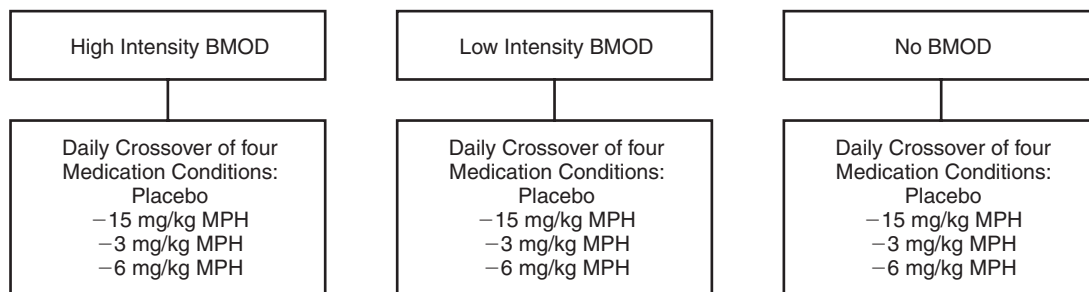 High Intensity BMOD
Low Intensity BMOD
No BMOD
Daily Crossover of four
Medication Conditions:
Placebo
−15 mg/kg MPH
−3 mg/kg MPH
−6 mg/kg MPH
Daily Crossover of four
Medication Conditions:
Placebo
−15 mg/kg MPH
−3 mg/kg MPH
−6 mg/kg MPH
Daily Crossover of four
Medication Conditions:
Placebo
−15 mg/kg MPH
−3 mg/kg MPH
−6 mg/kg MPH